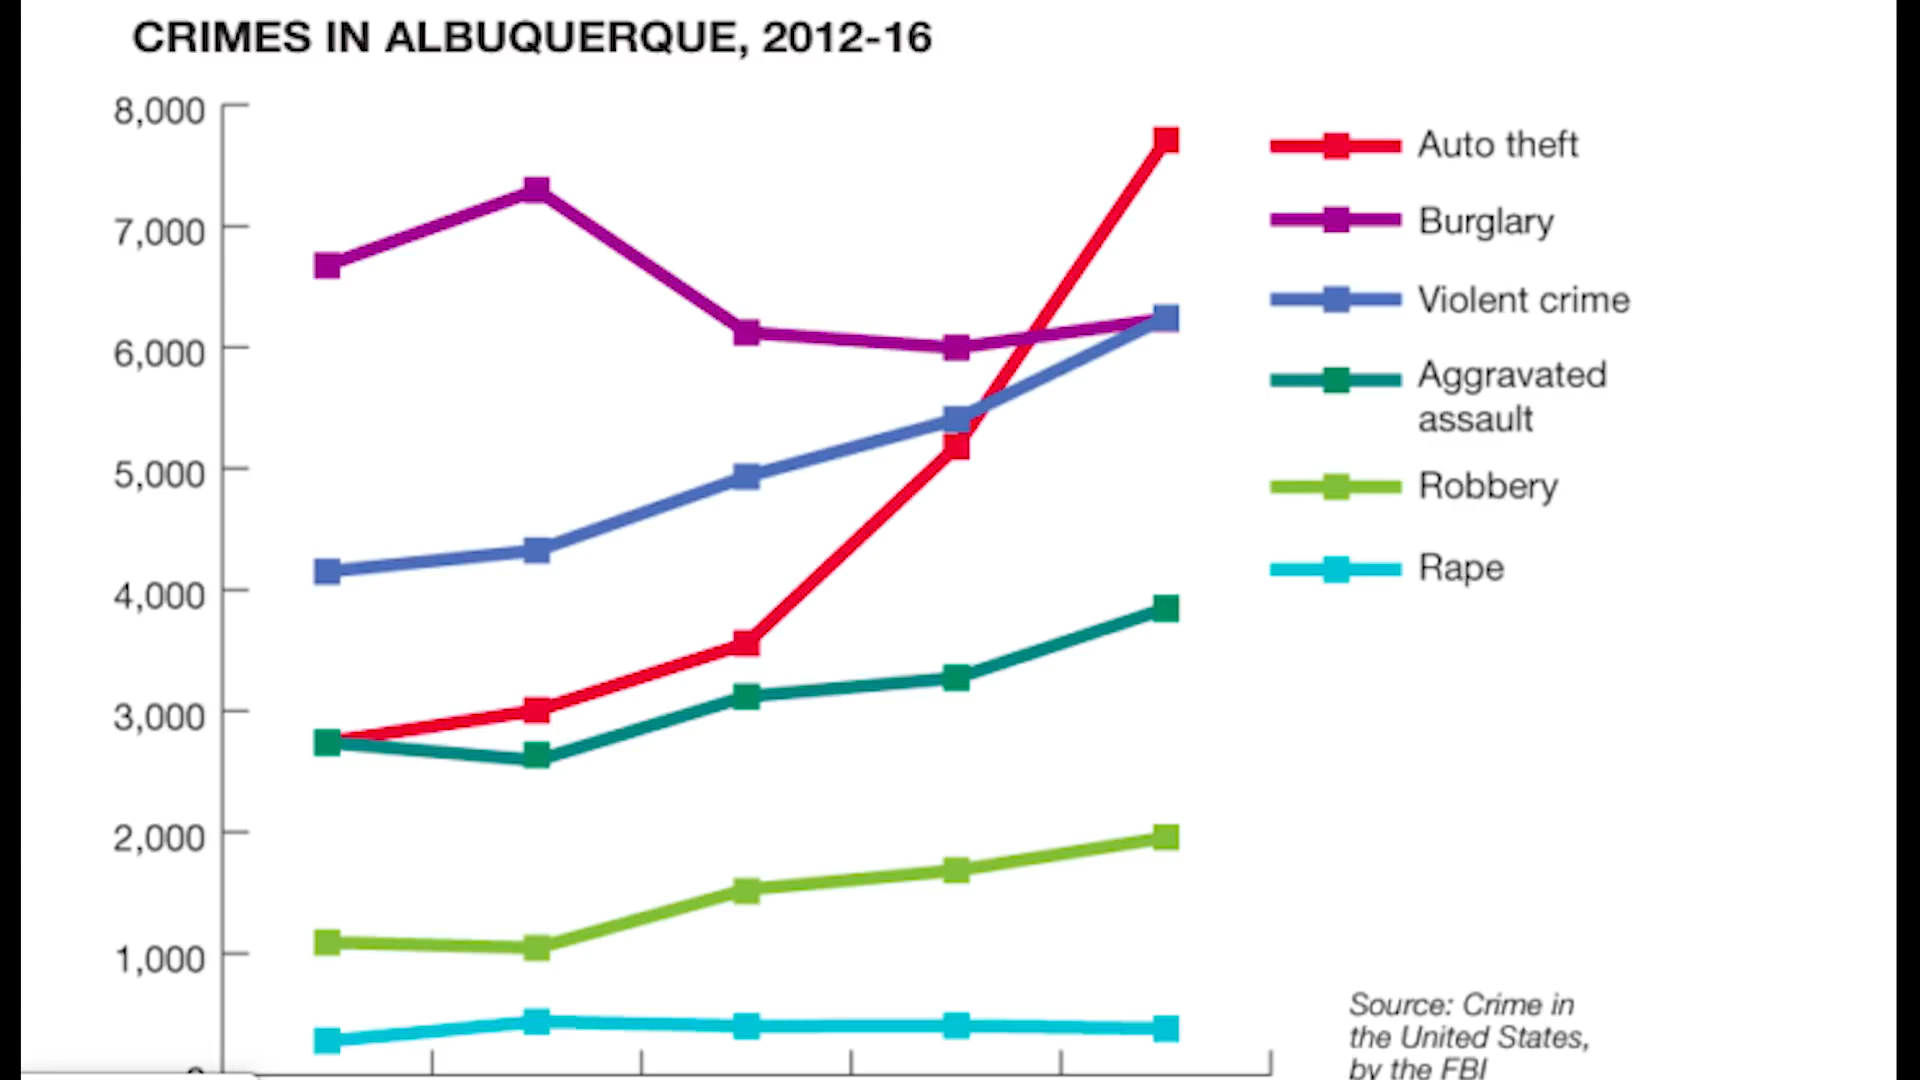 CRIMES IN ALBUQUERQUE, 2012-16
8,000
7,000
6,000
5,000
4,000
3,000
2,000
1,000
Auto theft
Burglary
Violent crime
Aggravated
assault
Robbery
Rape
Source: Crime in
the United States,
by the FBI